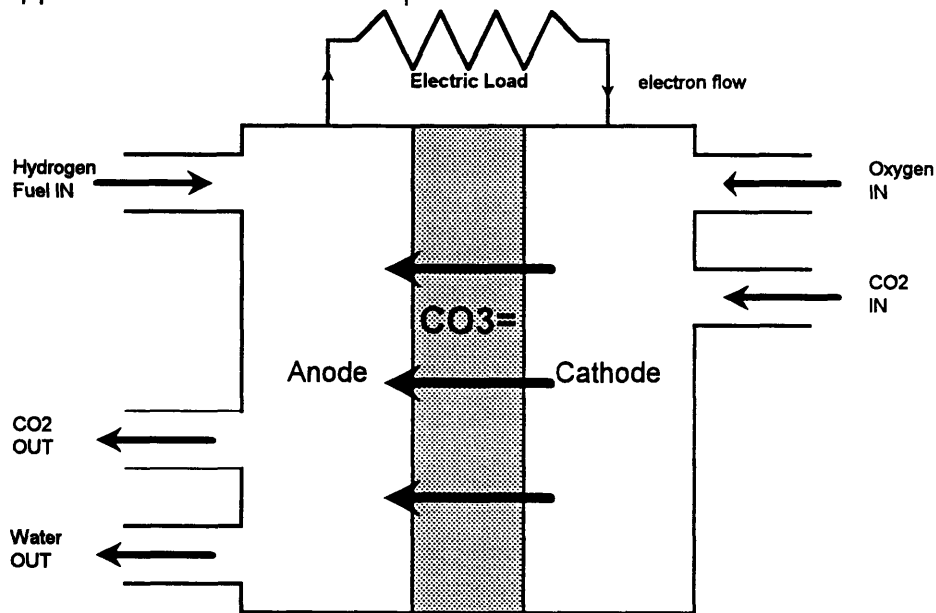 Electric Load
electron flow
Hydrogen
Fuel IN
Oxygen
IN
CO2
IN
CO3=
Anode
Cathode
CO2
OUT
Water
OUT